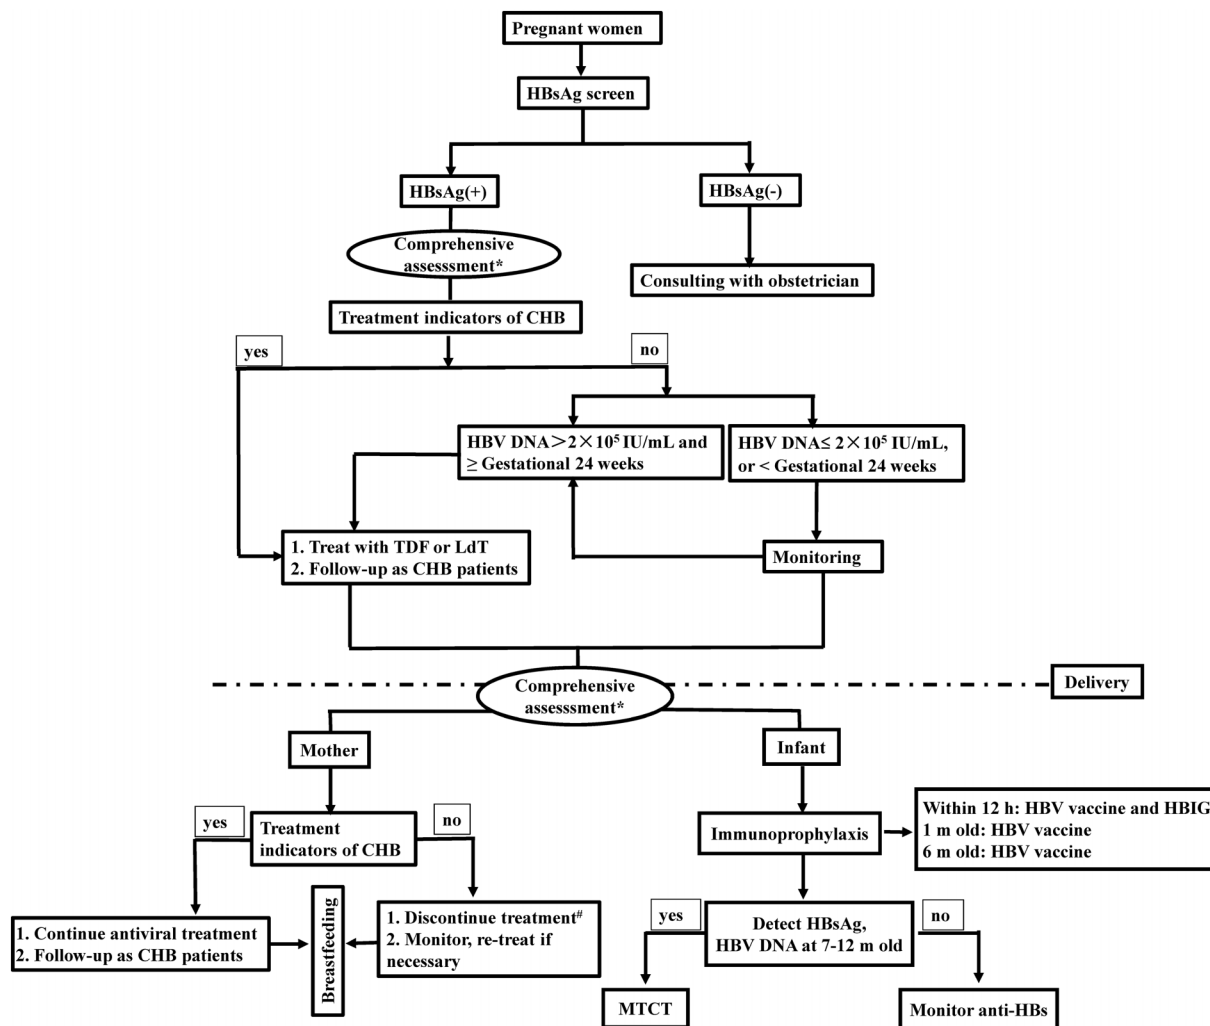 Pregnant women
HBsAg screen
HBsAg(+)
HBsAg(-)
Comprehensive
assesssment*
Consulting with obstetrician
Treatment indicators of CHB
yes
no
HBV DNA＞2×10⁵ IU/mL and
≥ Gestational 24 weeks
HBV DNA≤ 2×10⁵ IU/mL,
or < Gestational 24 weeks
1. Treat with TDF or LdT
2. Follow-up as CHB patients
Monitoring
Comprehensive
assesssment*
Delivery
Mother
Infant
yes
no
Treatment
indicators of CHB
Immunoprophylaxis
Within 12 h: HBV vaccine and HBIG
1 m old: HBV vaccine
6 m old: HBV vaccine
1. Continue antiviral treatment
2. Follow-up as CHB patients
Breastfeeding
1. Discontinue treatment#
2. Monitor, re-treat if
necessary
yes
no
Detect HBsAg,
HBV DNA at 7-12 m old
MTCT
Monitor anti-HBs